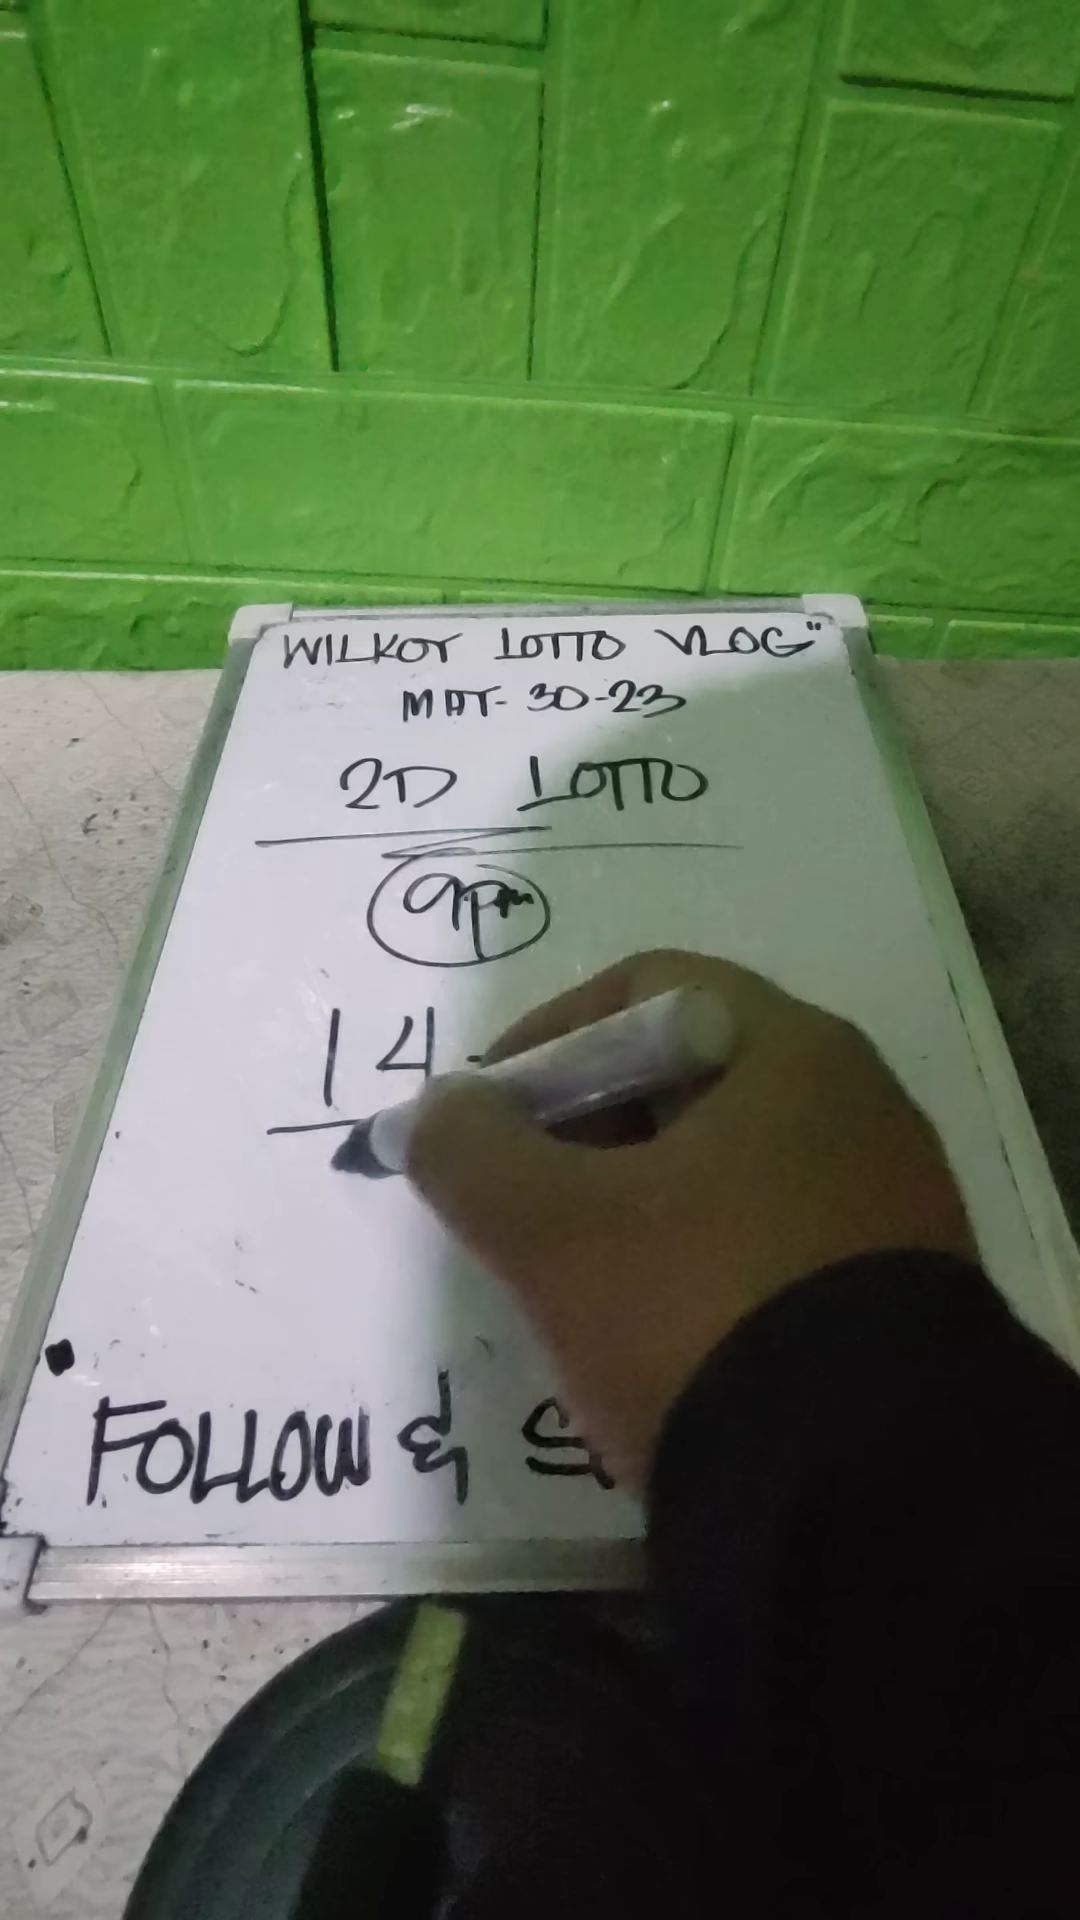 WILKOY LOTTO VLOG"
MAY-30-23
2D LOTTO
9pm
14-
FOLLOW &